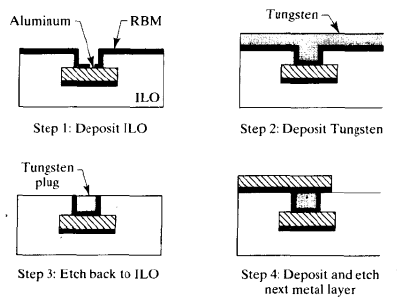 Aluminum
RBM
ILO
Step 1: Deposit ILO
Tungsten
Step 2: Deposit Tungsten
Tungsten
plug
Step 3: Etch back to ILO
Step 4: Deposit and etch
next metal layer